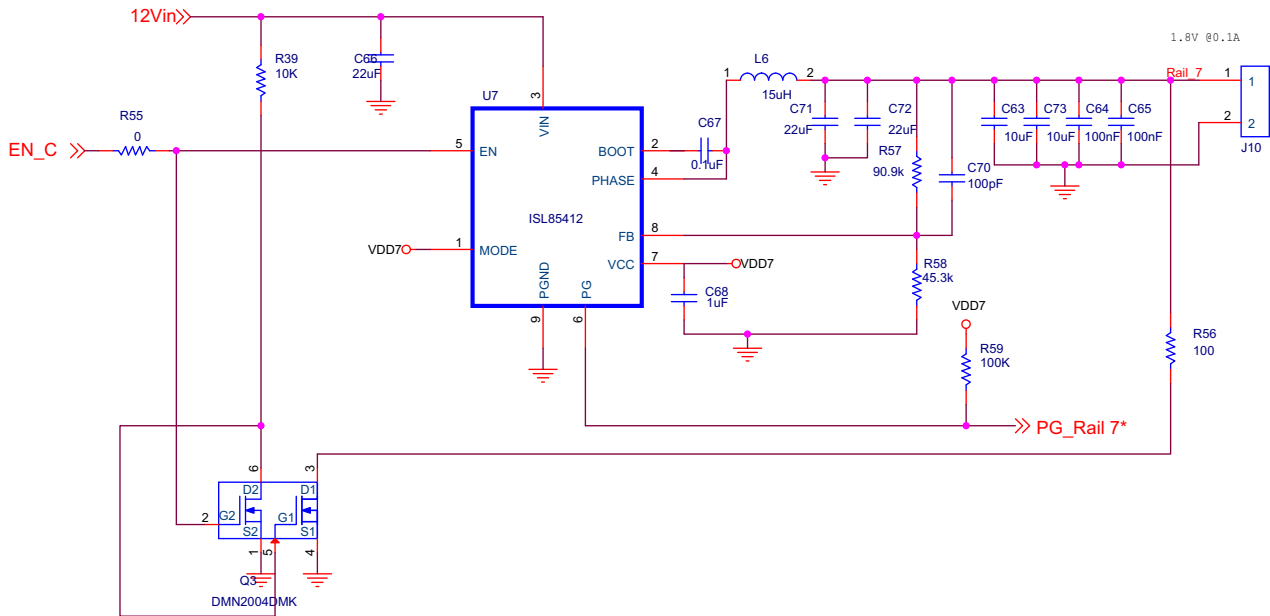 12Vin
1.8V @0.1A
R39
10K
C66
22uF
L6
1
2
15uH
Rail_7
1
1
2
2
J10
U7
3
VIN
C71
22uF
C72
22uF
C63
10uF
C73
10uF
C64
100nF
C65
100nF
R55
0
EN_C
5
EN
BOOT
2
C67
0.1uF
PHASE
4
R57
90.9k
C70
100pF
ISL85412
FB
8
VDD7
1
MODE
VCC
7
VDD7
R58
45.3k
C68
1uF
PGND
PG
9
6
VDD7
R59
100K
R56
100
PG_Rail 7*
6
3
D2
D1
2
G2
G1
S2
S1
1
5
4
Q3
DMN2004DMK